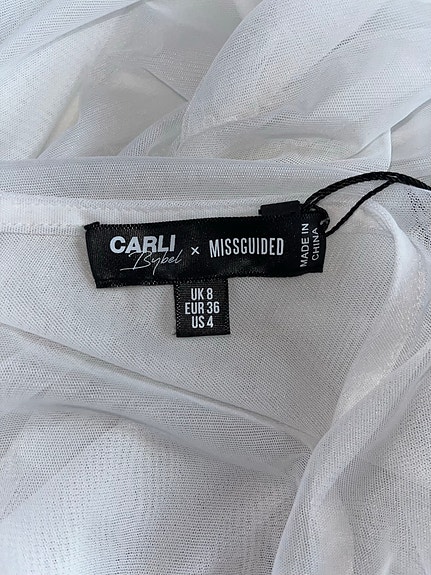 CARLI
Bybel
× MISSGUIDED
MADE IN
CHINA
UK 8
EUR 36
US 4